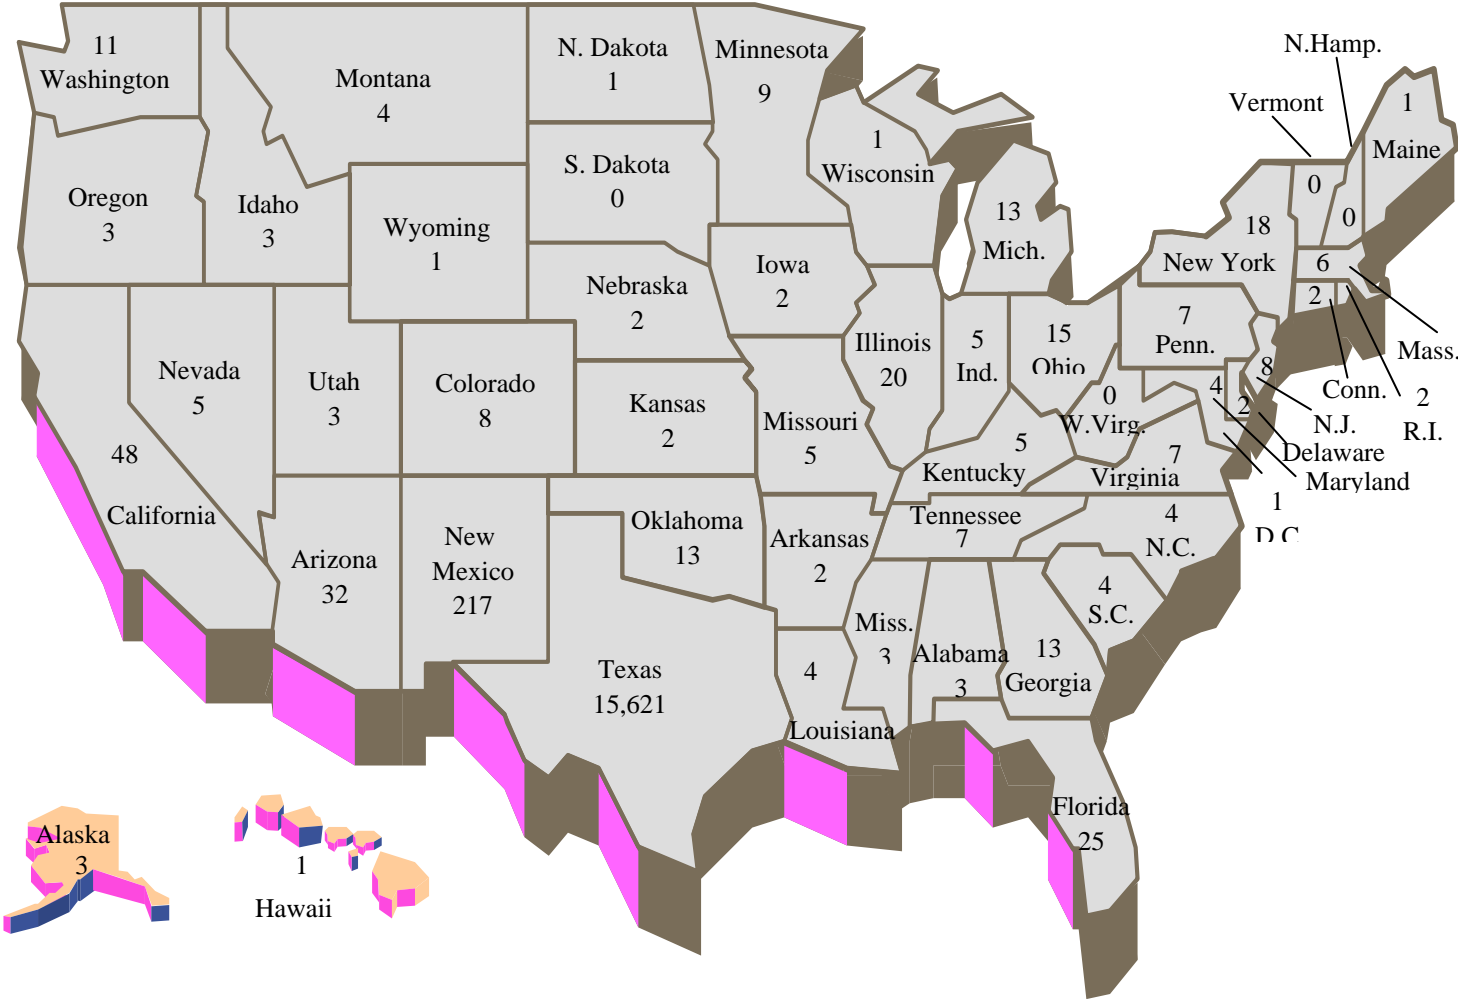 11
Washington
Montana
4
N. Dakota
1
Minnesota
9
N.Hamp.
Vermont
1
Maine
Oregon
3
Idaho
3
Wyoming
1
S. Dakota
0
1
Wisconsin
13
Mich.
0
0
18
New York
6
Mass.
2
Conn.
2
R.I.
Nebraska
2
Iowa
2
Illinois
20
5
Ind.
15
Ohio
7
Penn.
8
N.J.
2
Delaware
4
Maryland
1
D.C.
Nevada
5
Utah
3
Colorado
8
Kansas
2
Missouri
5
0
W.Virg.
5
Kentucky
7
Virginia
48
California
Arizona
32
New
Mexico
217
Oklahoma
13
Arkansas
2
Tennessee
7
4
N.C.
4
S.C.
Texas
15,621
4
Louisiana
Miss.
3
Alabama
3
13
Georgia
Florida
25
Alaska
3
1
Hawaii